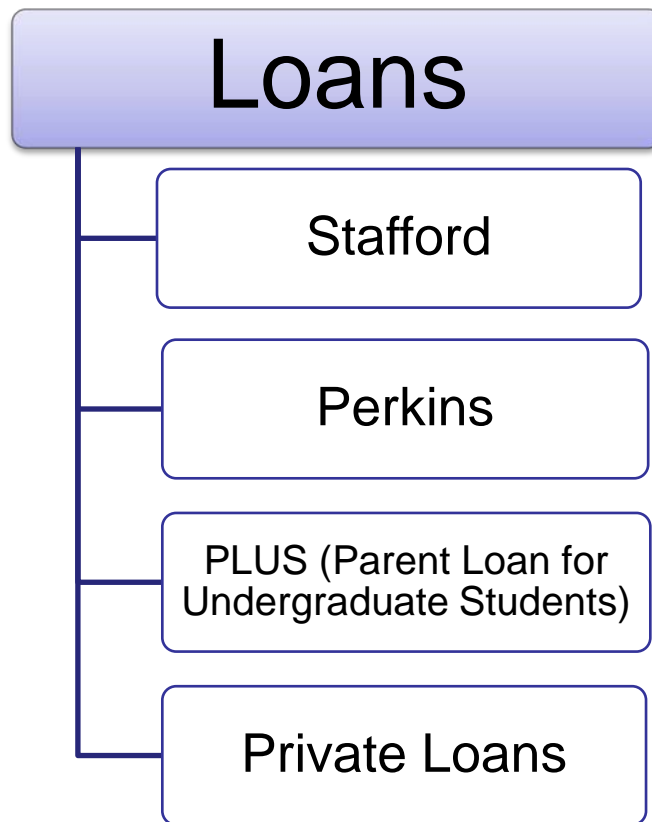 Loans
Stafford
Perkins
PLUS (Parent Loan for
Undergraduate Students)
Private Loans